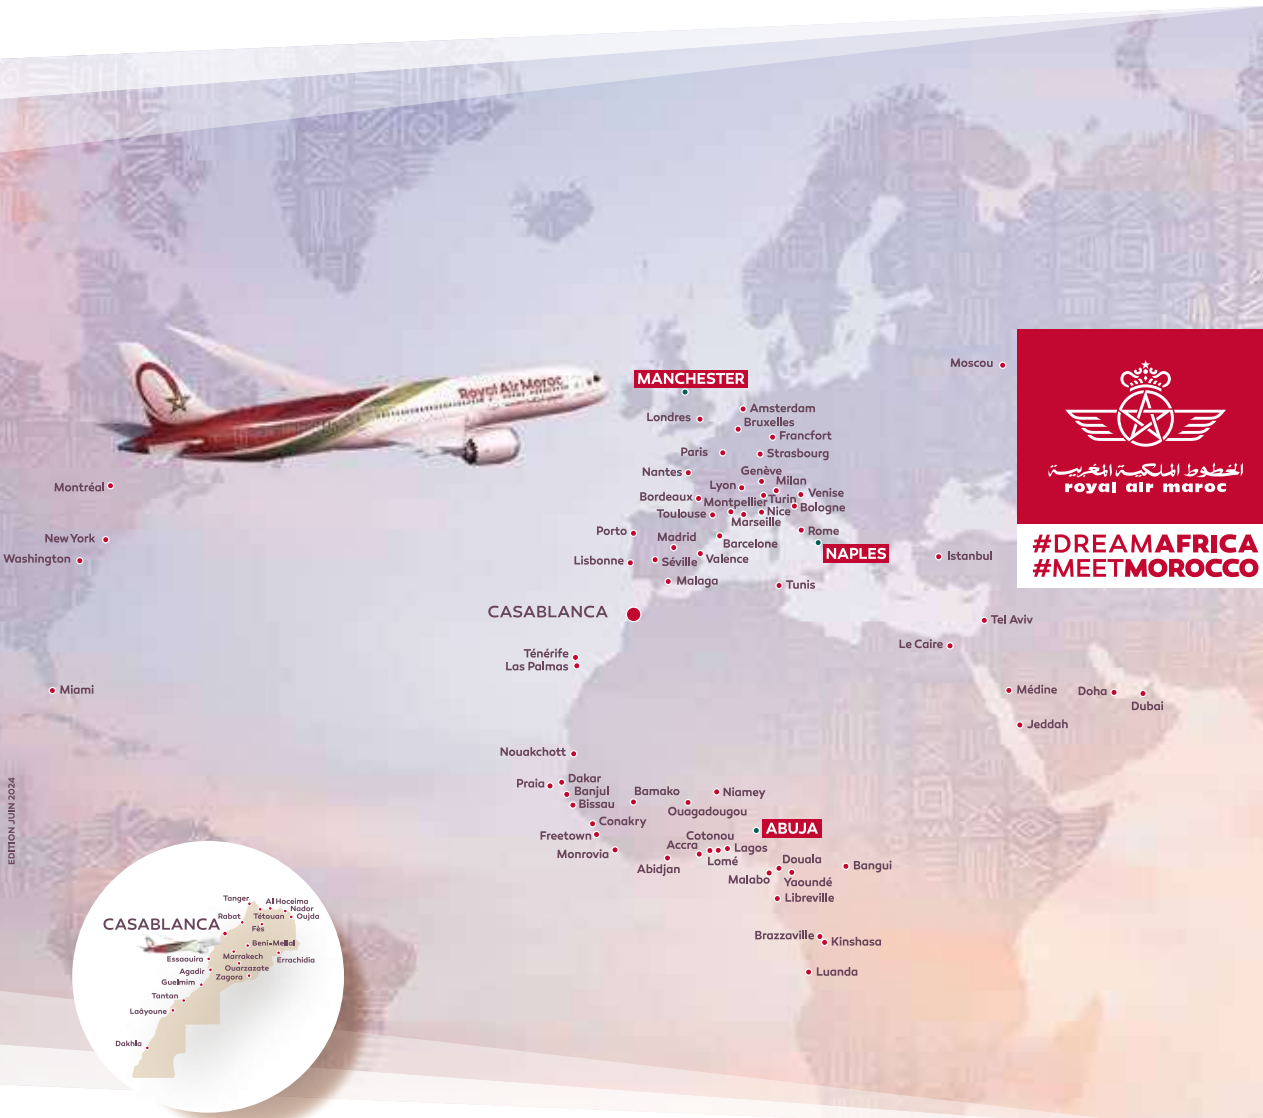 Royal Air Maroc
Moscou
MANCHESTER
الخطوط الملكية المغربية
royal air maroc
#DREAMAFRICA
#MEETMOROCCO
Londres
Amsterdam
Bruxelles
Francfort
Paris
Strasbourg
Nantes
Genève
Lyon
Milan
Bordeaux
Montpellier
Turin
Venise
Toulouse
Nice
Bologne
Marseille
Montréal
New York
Washington
Porto
Madrid
Barcelone
Rome
NAPLES
Istanbul
Lisbonne
Séville
Valence
Malaga
Tunis
CASABLANCA
Tel Aviv
Le Caire
Ténérife
Las Palmas
Miami
Médine
Doha
Dubai
Jeddah
Nouakchott
Praia
Dakar
Banjul
Bissau
Bamako
Niamey
Ouagadougou
Conakry
Freetown
Monrovia
ABUJA
Cotonou
Accra
Lagos
Lomé
Abidjan
Douala
Malabo
Yaoundé
Bangui
Libreville
Brazzaville
Kinshasa
Luanda
EDITION JUIN 2024
Tanger
Al Hoceima
Nador
Rabat
Tétouan
Oujda
CASABLANCA
Fès
Beni-Mellal
Essaouira
Marrakech
Errachidia
Agadir
Ouarzazate
Guelmim
Zagora
Tantan
Laâyoune
Dakhla